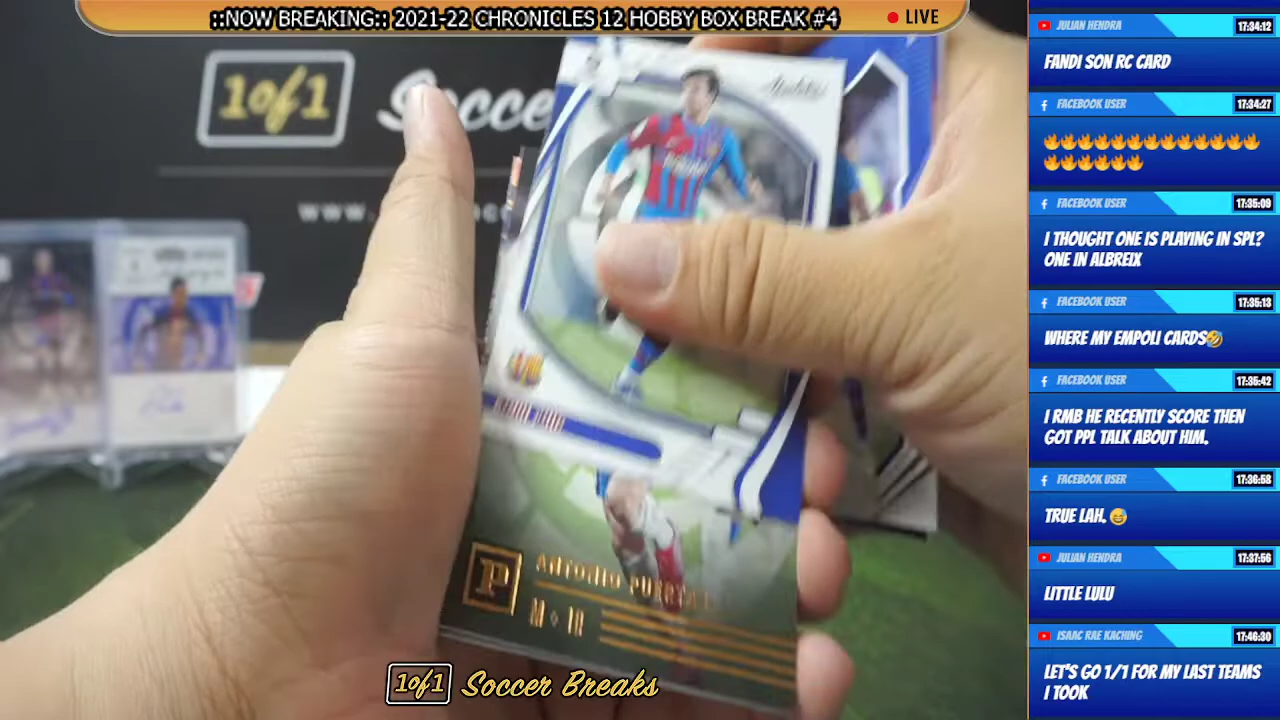 ::NOW BREAKING:: 2021-22 CHRONICLES 12 HOBBY BOX BREAK #4
LIVE
1of1
Soccer
P
ANTONIO
1of1 Soccer Breaks
JULIAN HENDRA
17:34:12
FANDI SON RC CARD
FACEBOOK USER
17:34:27
🔥🔥🔥🔥🔥🔥🔥🔥🔥🔥🔥🔥🔥
🔥🔥🔥🔥🔥🔥
FACEBOOK USER
17:35:09
I THOUGHT ONE IS PLAYING IN SPL?
ONE IN ALBREIX
FACEBOOK USER
17:35:13
WHERE MY EMPOLI CARDS🤣
FACEBOOK USER
17:35:42
I RMB HE RECENTLY SCORE THEN
GOT PPL TALK ABOUT HIM.
FACEBOOK USER
17:36:58
TRUE LAH. 😅
JULIAN HENDRA
17:37:56
LITTLE LULU
ISAAC RAE KACHING
17:46:30
LET'S GO 1/1 FOR MY LAST TEAMS
I TOOK